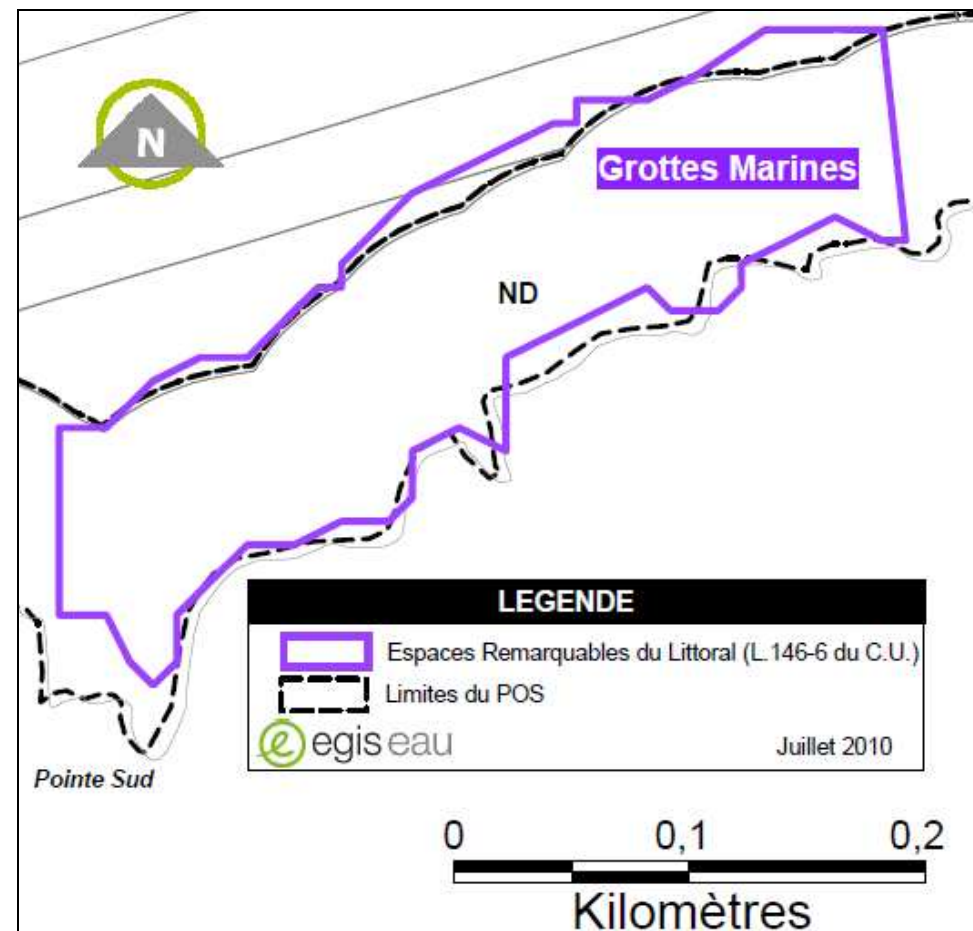 N
Grottes Marines
ND
LEGENDE
Espaces Remarquables du Littoral (L.146-6 du C.U.)
Limites du POS
e egis eau
Juillet 2010
Pointe Sud
0 0,1 0,2
Kilomètres